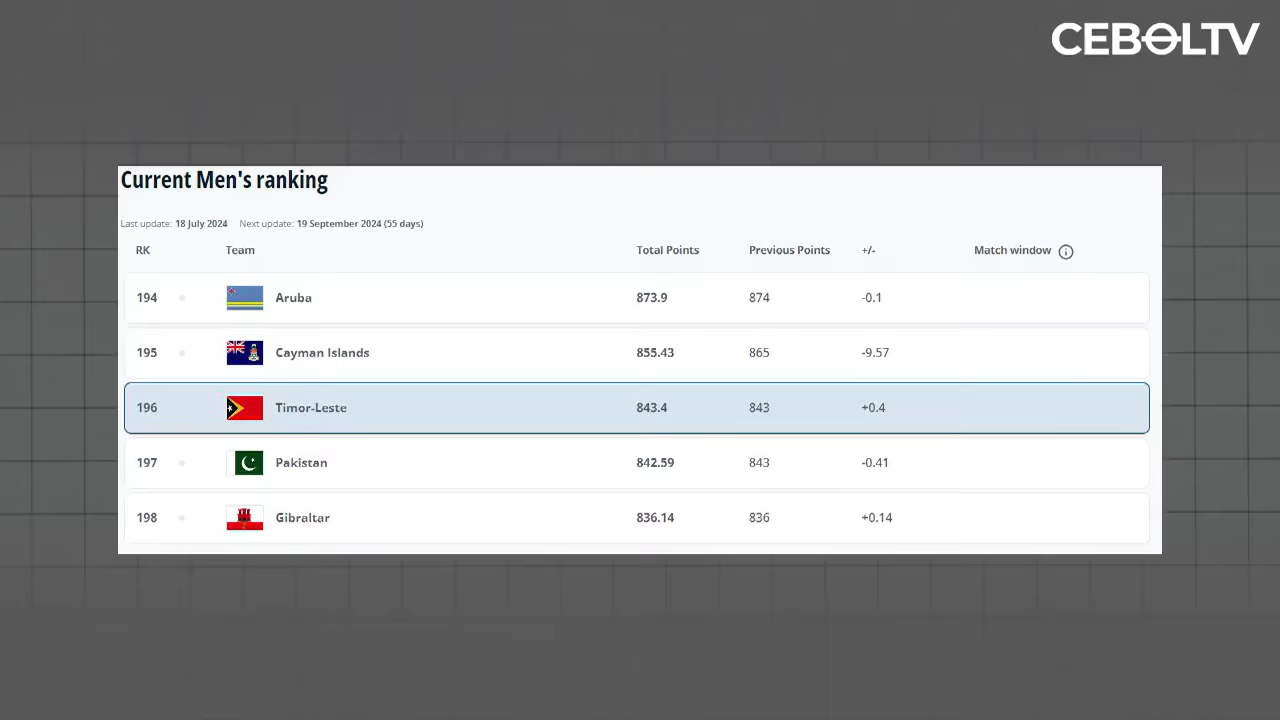 CEBOLTV
Current Men's ranking
Last update: 18 July 2024 Next update: 19 September 2024 (55 days)
RK Team Total Points Previous Points +/- Match window
194 Aruba 873.9 874 -0.1
195 Cayman Islands 855.43 865 -9.57
196 Timor-Leste 843.4 843 +0.4
197 Pakistan 842.59 843 -0.41
198 Gibraltar 836.14 836 +0.14